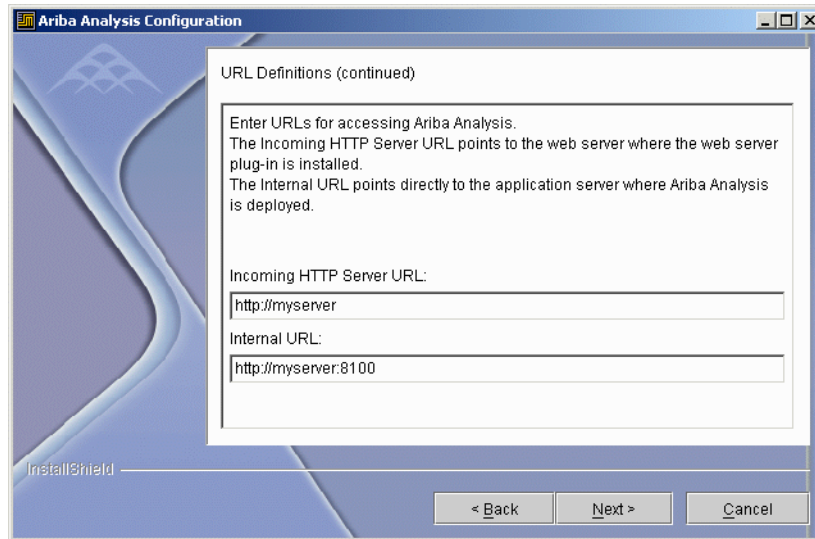 Ariba Analysis Configuration
URL Definitions (continued)
Enter URLs for accessing Ariba Analysis.
The Incoming HTTP Server URL points to the web server where the web server
plug-in is installed.
The Internal URL points directly to the application server where Ariba Analysis
is deployed.
Incoming HTTP Server URL:
http://myserver
Internal URL:
http://myserver:8100
InstallShield
< Back Next > Cancel